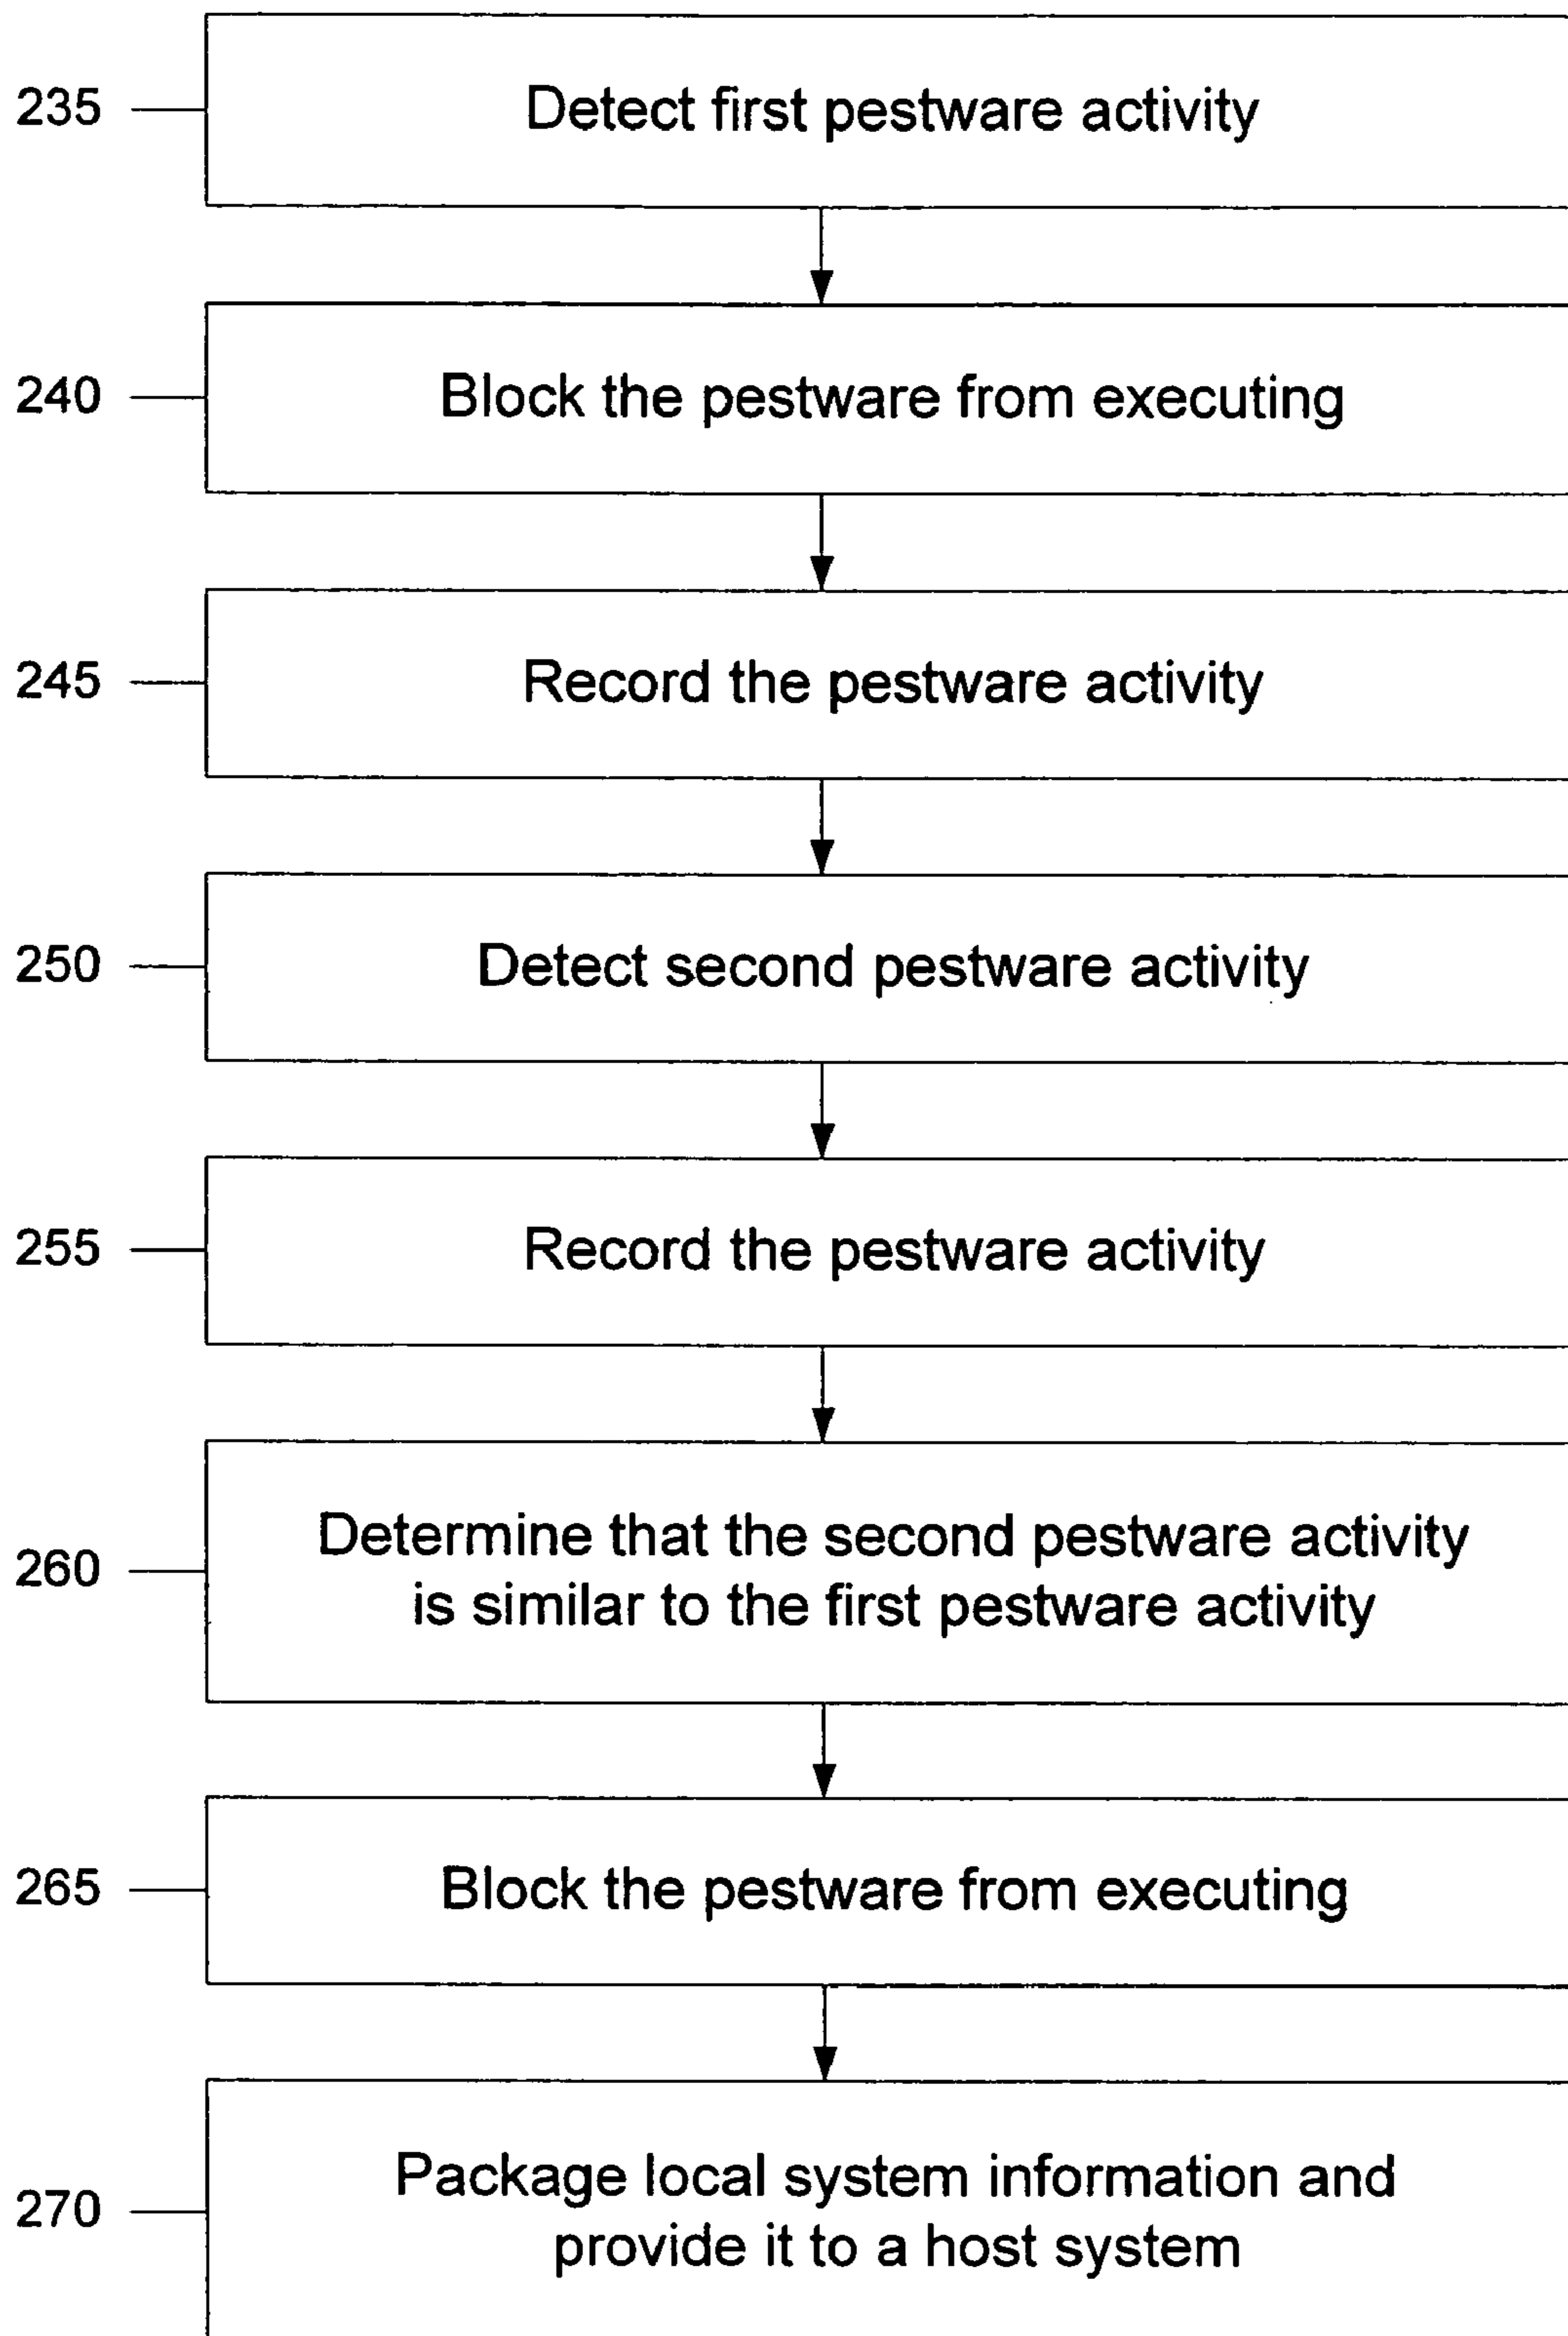 235 Detect first pestware activity
240 Block the pestware from executing
245 Record the pestware activity
250 Detect second pestware activity
255 Record the pestware activity
Determine that the second pestware activity
260
is similar to the first pestware activity
265 Block the pestware from executing
Package local system information and
270
provide it to a host system